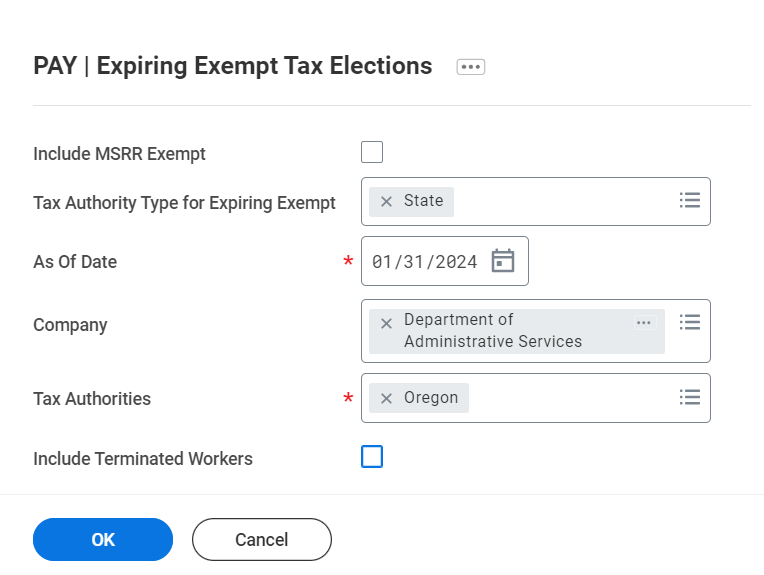 PAY | Expiring Exempt Tax Elections
Include MSRR Exempt
Tax Authority Type for Expiring Exempt
State
As Of Date * 01/31/2024
Company
Department of
Administrative Services
Tax Authorities * Oregon
Include Terminated Workers
OK Cancel